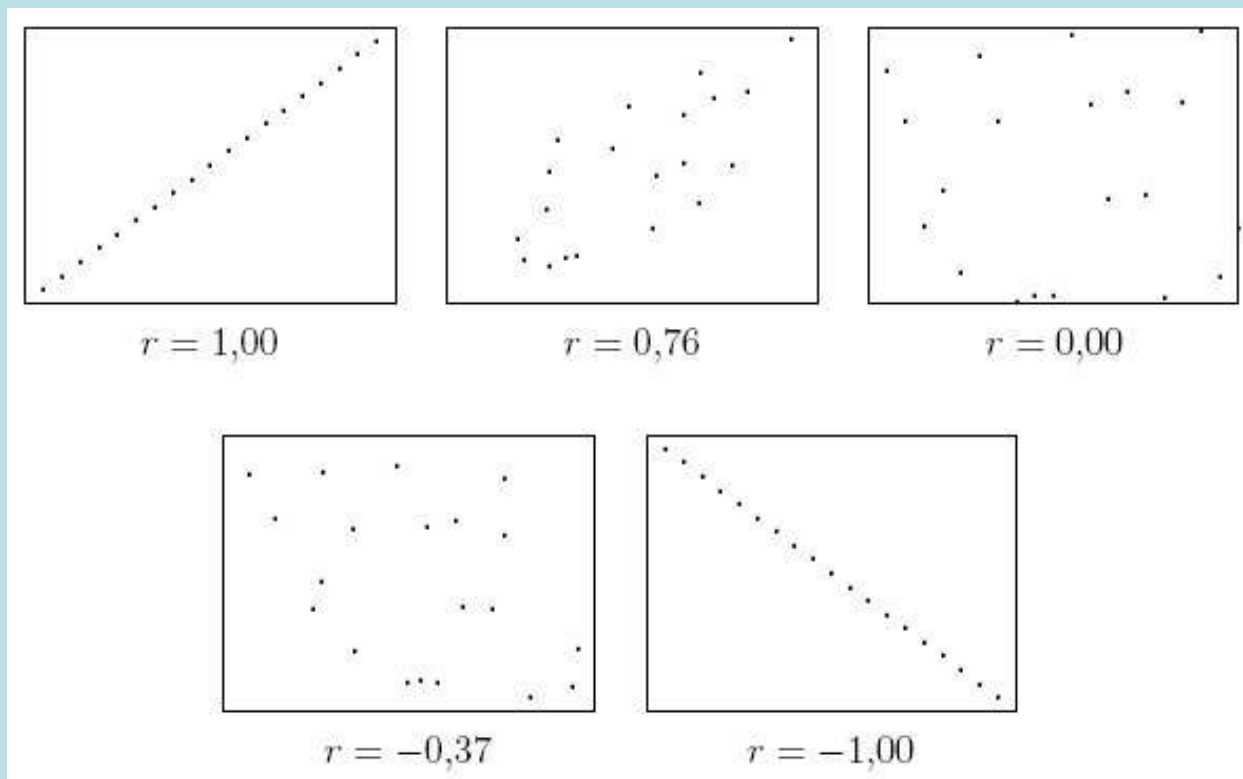 r = 1,00
r = 0,76
r = 0,00
r = −0,37
r = −1,00